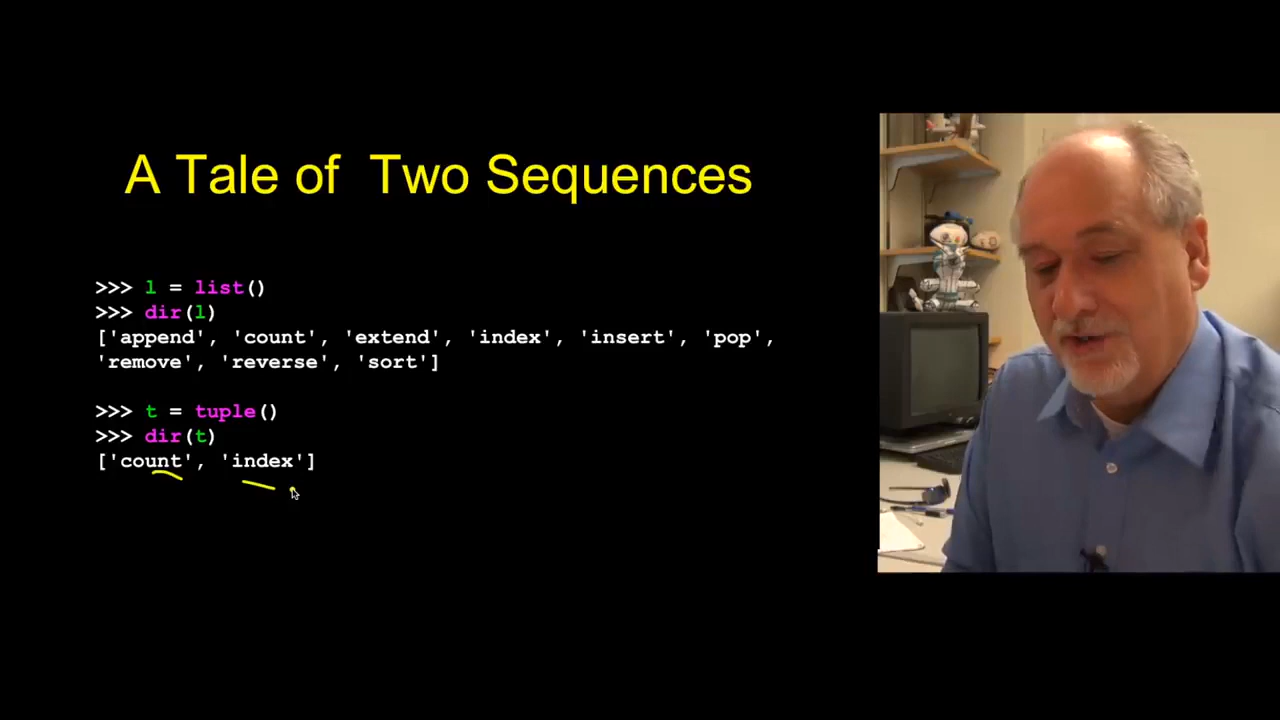 A Tale of Two Sequences
>>> l = list()
>>> dir(l)
['append', 'count', 'extend', 'index', 'insert', 'pop',
'remove', 'reverse', 'sort']
>>> t = tuple()
>>> dir(t)
['count', 'index']